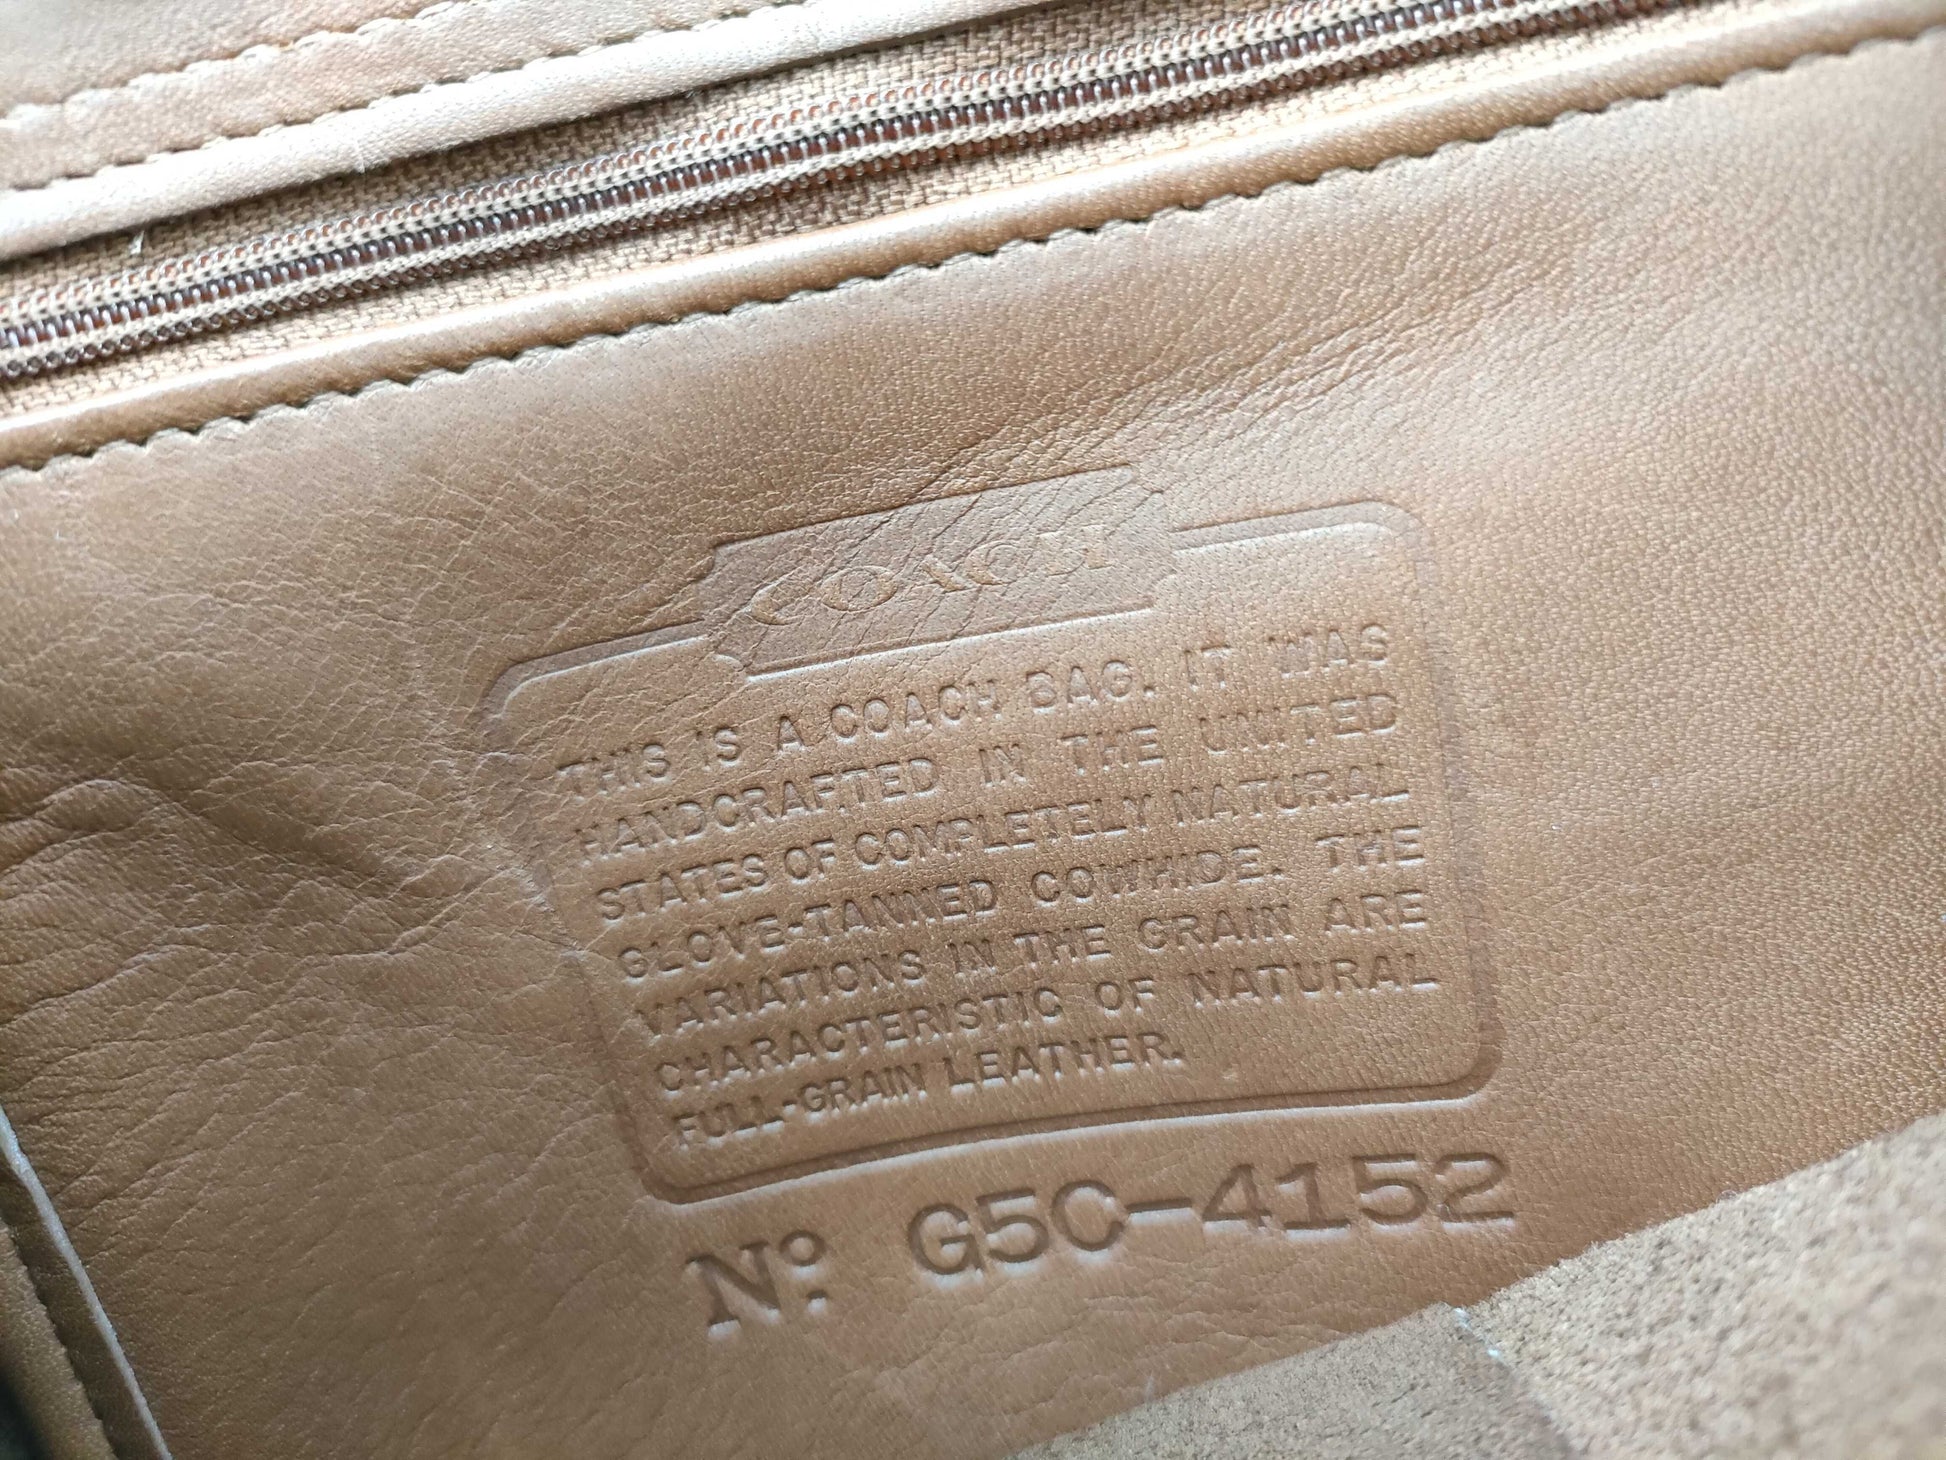 COACH
THIS IS A COACH BAG. IT WAS
HANDCRAFTED IN THE UNITED
STATES OF COMPLETELY NATURAL
GLOVE-TANNED COWHIDE. THE
VARIATIONS IN THE GRAIN ARE
CHARACTERISTIC OF NATURAL
FULL-GRAIN LEATHER.
Nº G5C-4152